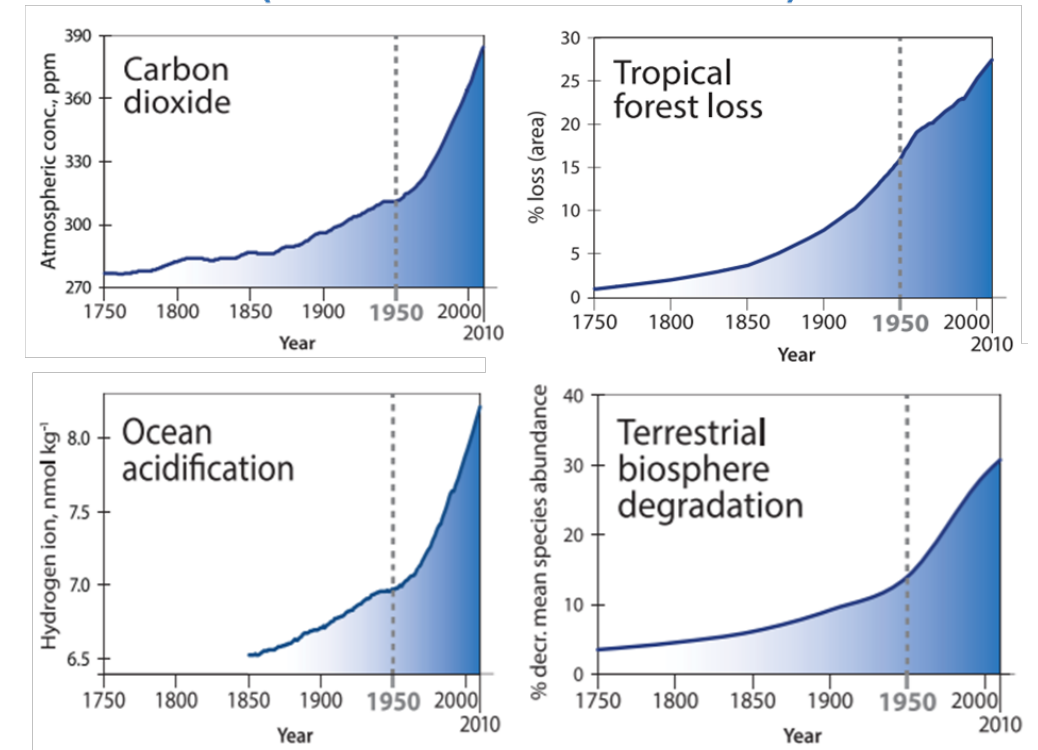 390
360
330
300
270
Atmospheric conc., ppm
Carbon
dioxide
1750 1800 1850 1900 1950 2000
2010
Year
30
25
20
15
10
5
0
% loss (area)
Tropical
forest loss
1750 1800 1850 1900 1950 2000
2010
Year
8.0
7.5
7.0
6.5
Hydrogen ion, nmol kg⁻¹
Ocean
acidification
1750 1800 1850 1900 1950 2000
2010
Year
40
30
20
10
0
% decr. mean species abundance
Terrestrial
biosphere
degradation
1750 1800 1850 1900 1950 2000
2010
Year